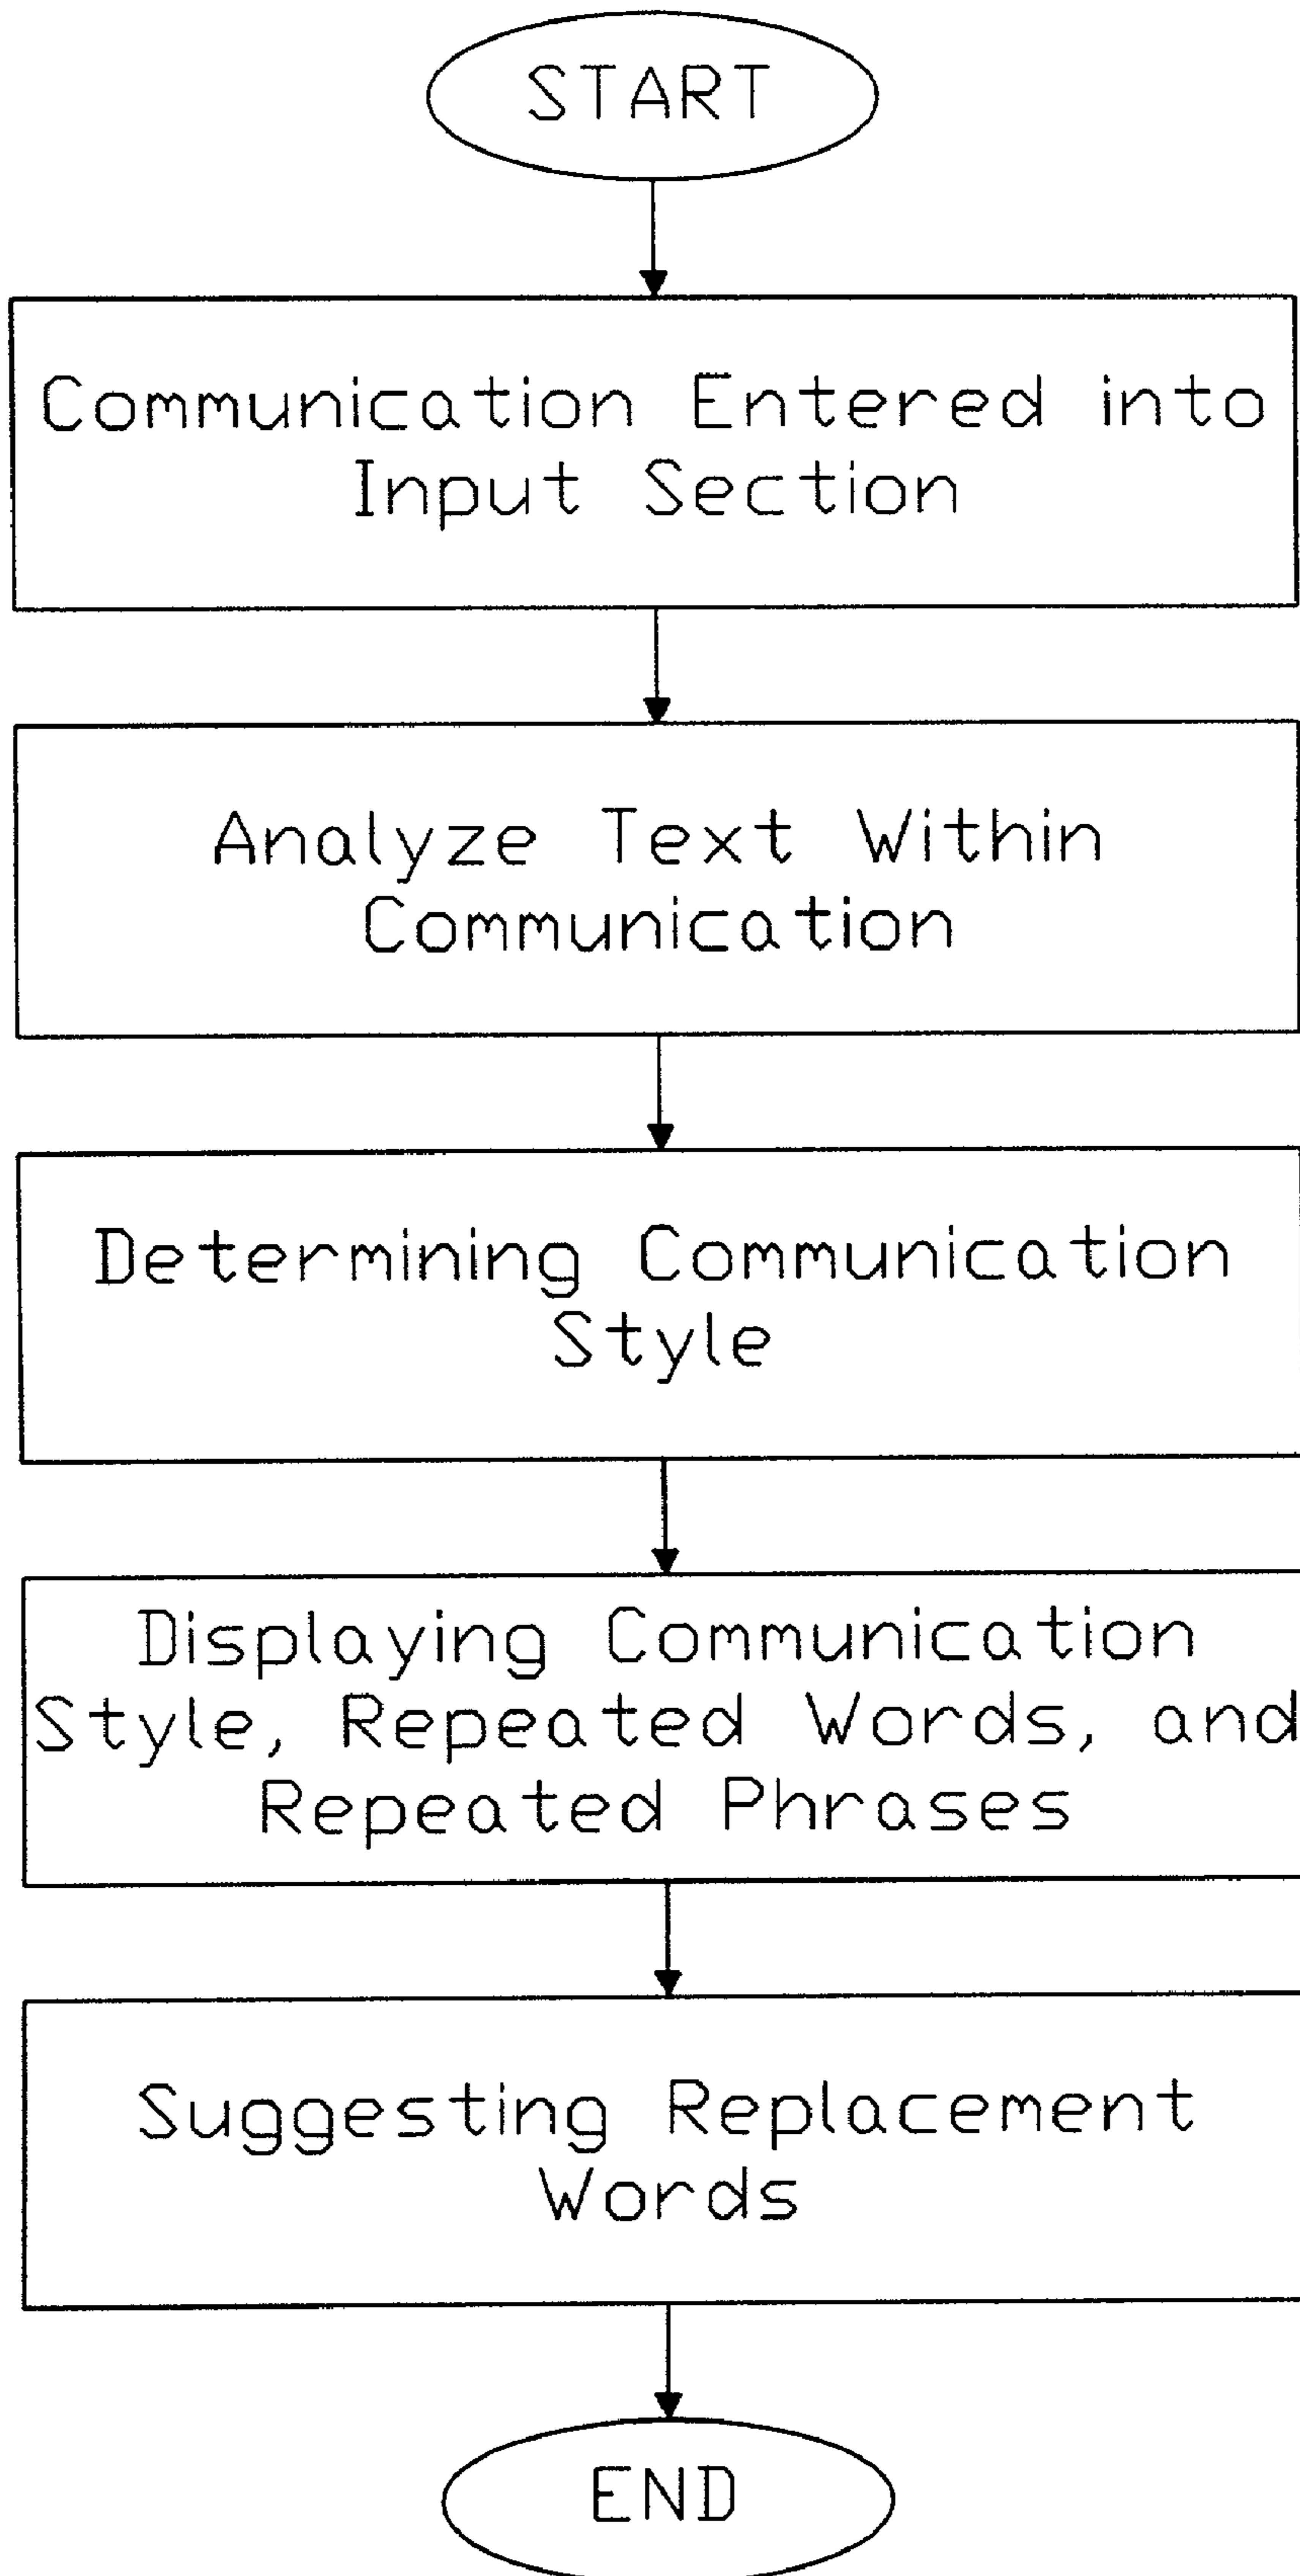 START
Communication Entered into
Input Section
Analyze Text Within
Communication
Determining Communication
Style
Displaying Communication
Style, Repeated Words, and
Repeated Phrases
Suggesting Replacement
Words
END